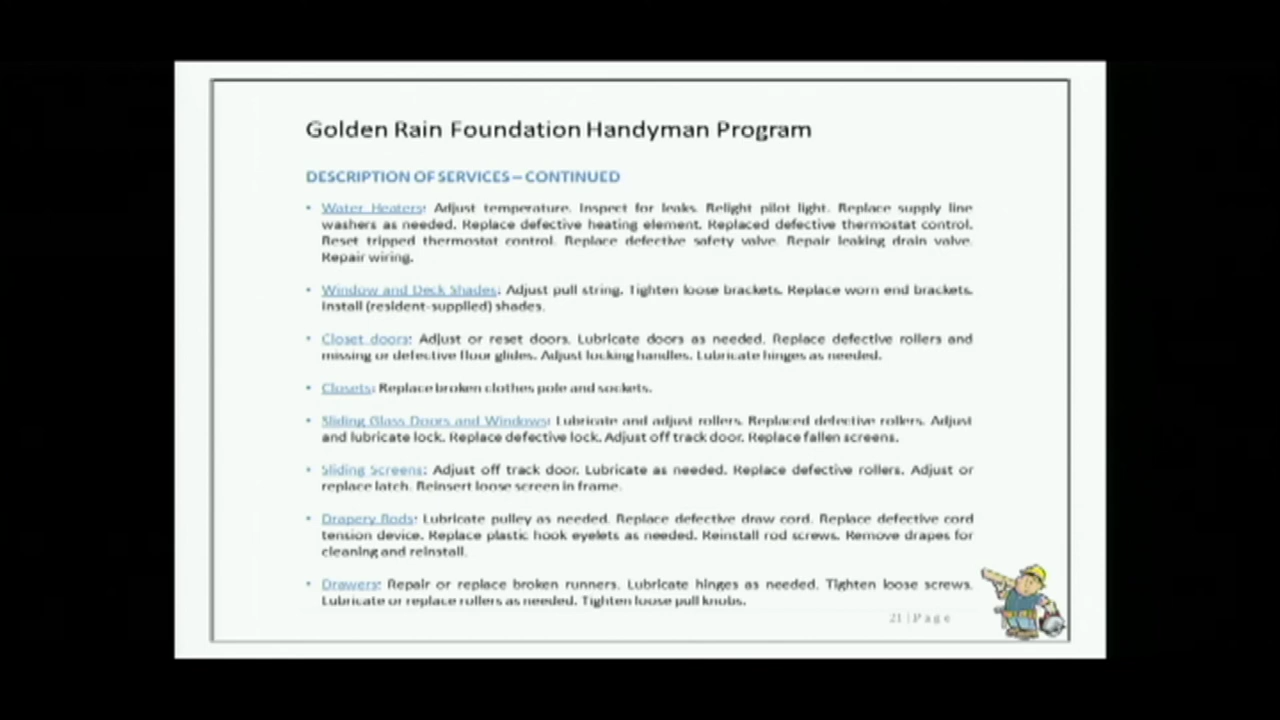 Golden Rain Foundation Handyman Program
DESCRIPTION OF SERVICES – CONTINUED
• Water Heaters: Adjust temperature. Inspect for leaks. Relight pilot light. Replace supply line
washers as needed. Replace defective heating element. Replaced defective thermostat control.
Reset tripped thermostat control. Replace defective safety valve. Repair leaking drain valve.
Repair wiring.
• Window and Deck Shades: Adjust pull string. Tighten loose brackets. Replace worn end brackets.
Install (resident-supplied) shades.
• Closet doors: Adjust or reset doors. Lubricate doors as needed. Replace defective rollers and
missing or defective floor glides. Adjust locking handles. Lubricate hinges as needed.
• Closets: Replace broken clothes pole and sockets.
• Sliding Glass Doors and Windows: Lubricate and adjust rollers. Replaced defective rollers. Adjust
and lubricate lock. Replace defective lock. Adjust off track door. Replace fallen screens.
• Sliding Screens: Adjust off track door. Lubricate as needed. Replace defective rollers. Adjust or
replace latch. Reinsert loose screen in frame.
• Drapery Rods: Lubricate pulley as needed. Replace defective draw cord. Replace defective cord
tension device. Replace plastic hook eyelets as needed. Reinstall rod screws. Remove drapes for
cleaning and reinstall.
• Drawers: Repair or replace broken runners. Lubricate hinges as needed. Tighten loose screws.
Lubricate or replace rollers as needed. Tighten loose pull knobs.
21 | Page